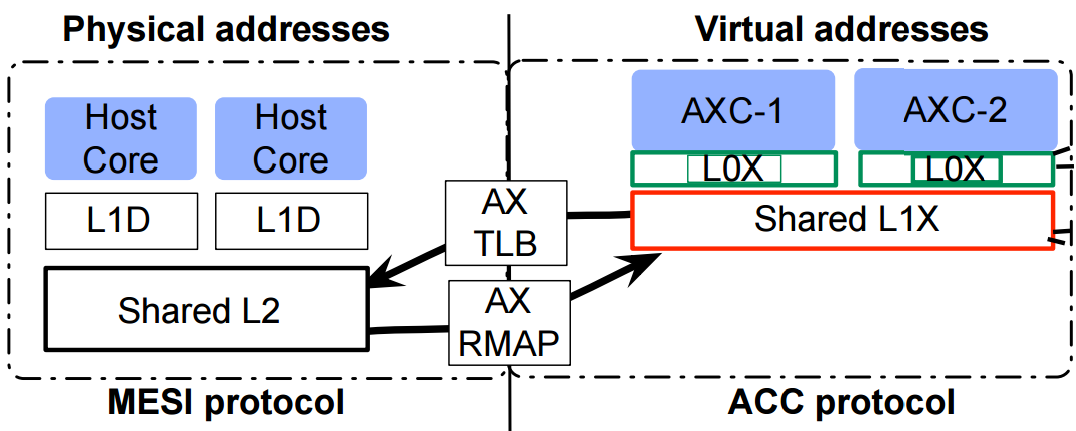 Physical addresses
Virtual addresses
Host
Core
Host
Core
L1D
L1D
Shared L2
AX
TLB
AX
RMAP
AXC-1
AXC-2
L0X
L0X
Shared L1X
MESI protocol
ACC protocol